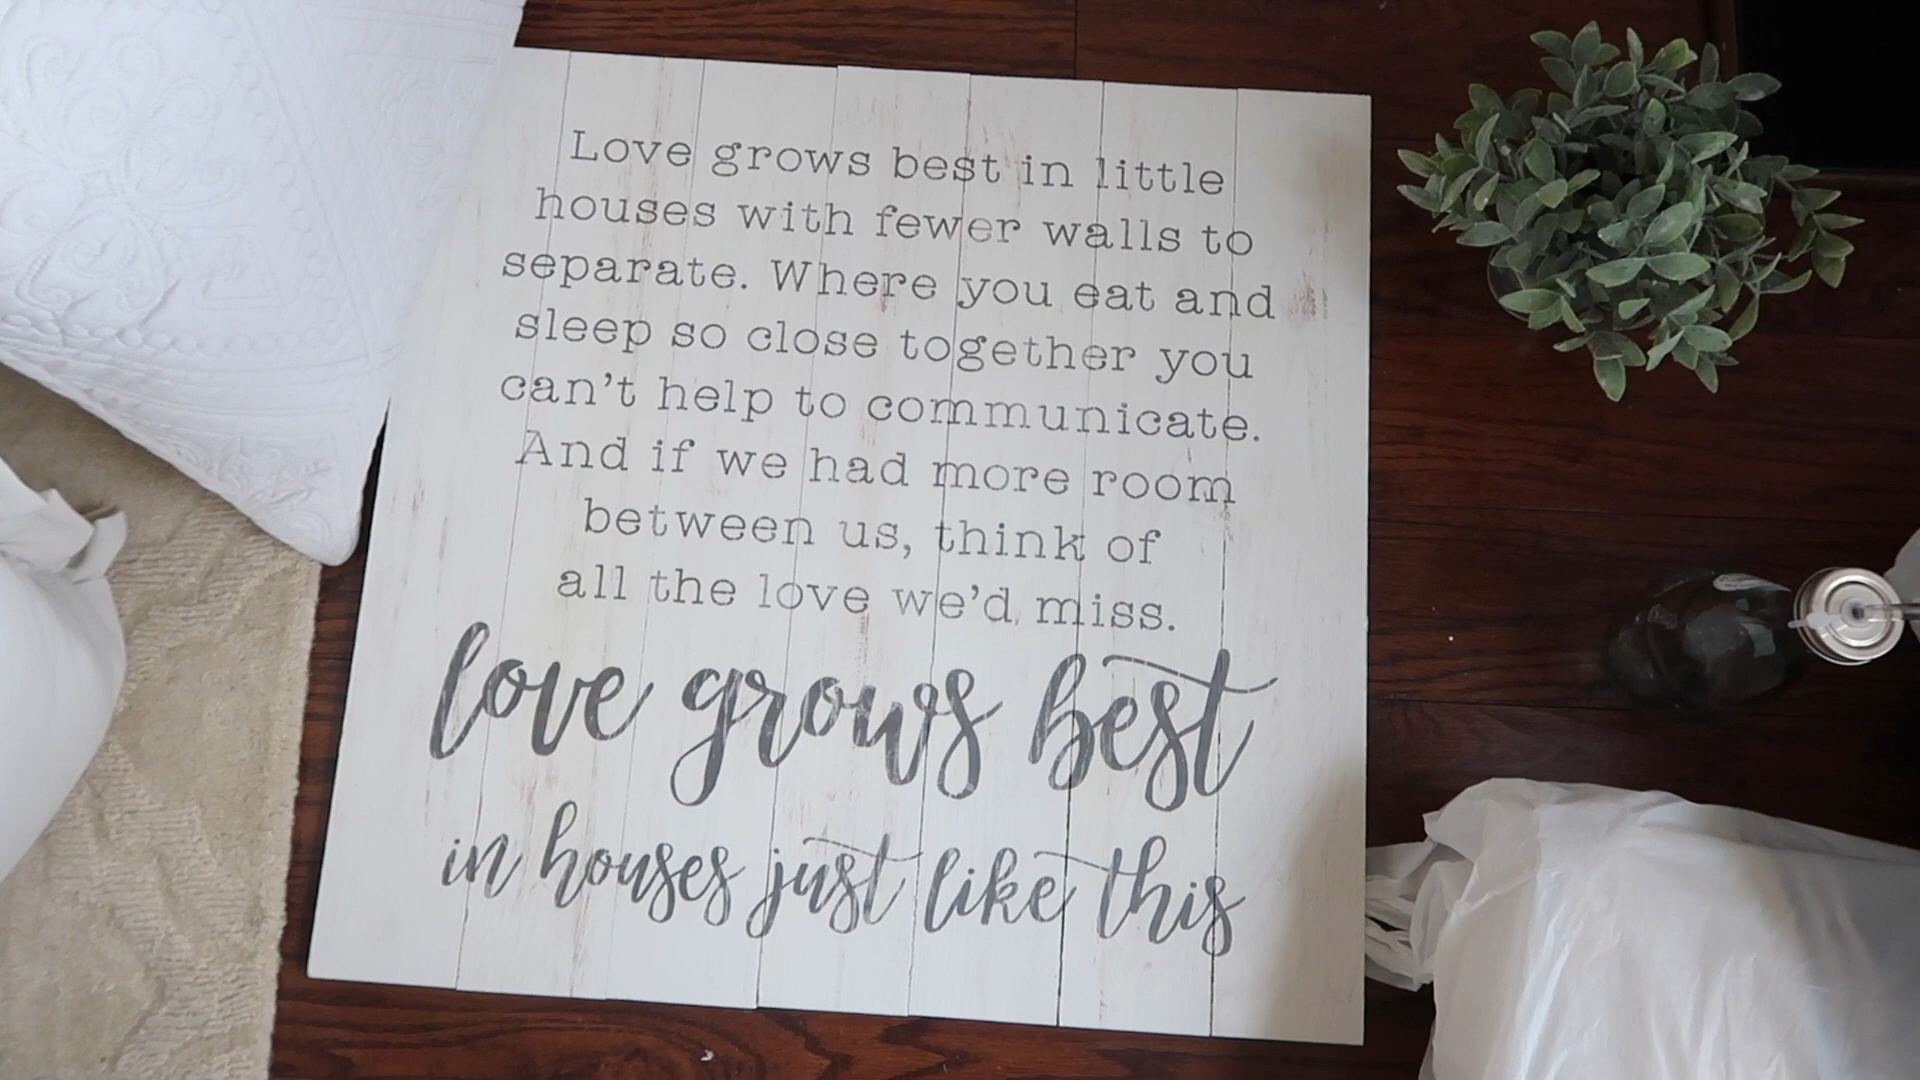 Love grows best in little
houses with fewer walls to
separate. Where you eat and
sleep so close together you
can't help to communicate.
And if we had more room
between us, think of
all the love we'd miss.
love grows best
in houses just like this